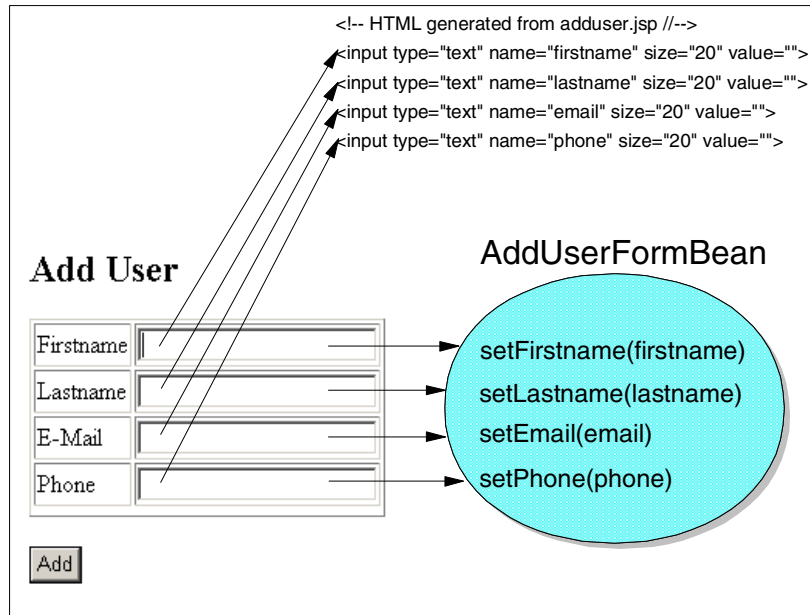 <!-- HTML generated from adduser.jsp //-->
<input type="text" name="firstname" size="20" value="">
<input type="text" name="lastname" size="20" value="">
<input type="text" name="email" size="20" value="">
<input type="text" name="phone" size="20" value="">
Add User
AddUserFormBean
Firstname
setFirstname(firstname)
Lastname
setLastname(lastname)
E-Mail
setEmail(email)
Phone
setPhone(phone)
Add